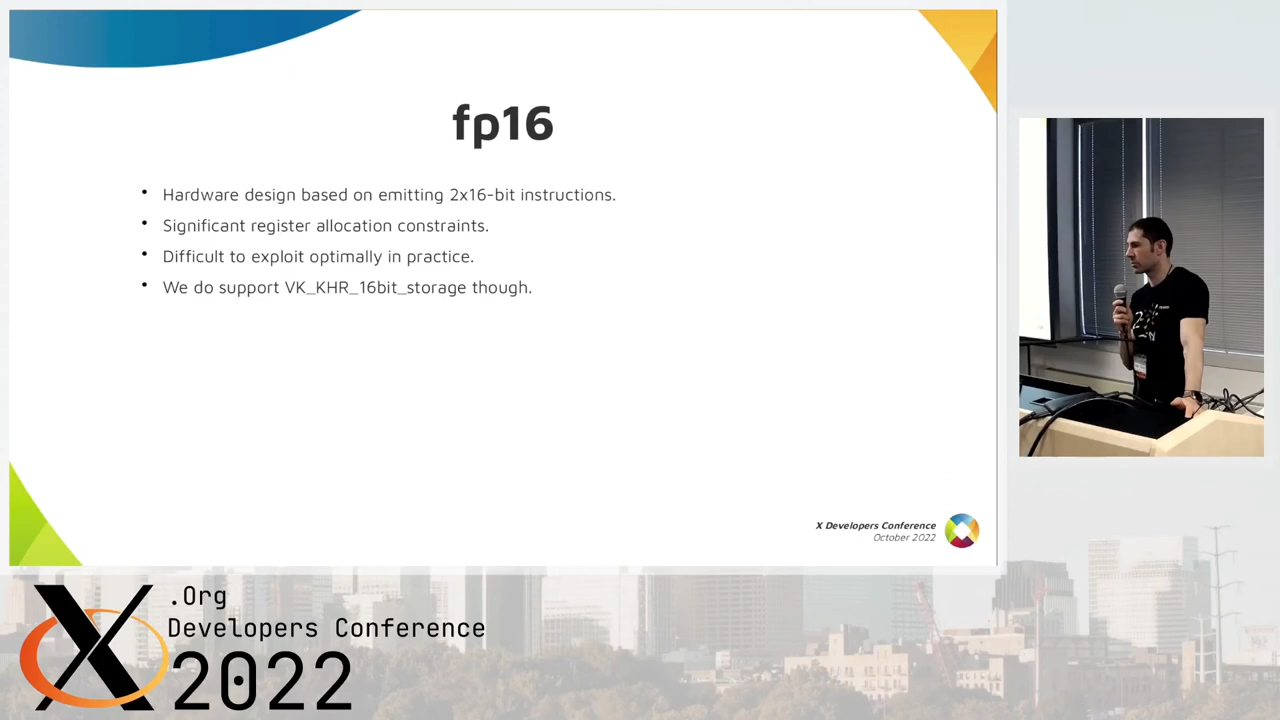 fp16
• Hardware design based on emitting 2x16-bit instructions.
• Significant register allocation constraints.
• Difficult to exploit optimally in practice.
• We do support VK_KHR_16bit_storage though.
X Developers Conference
October 2022
X.Org
Developers Conference
2022